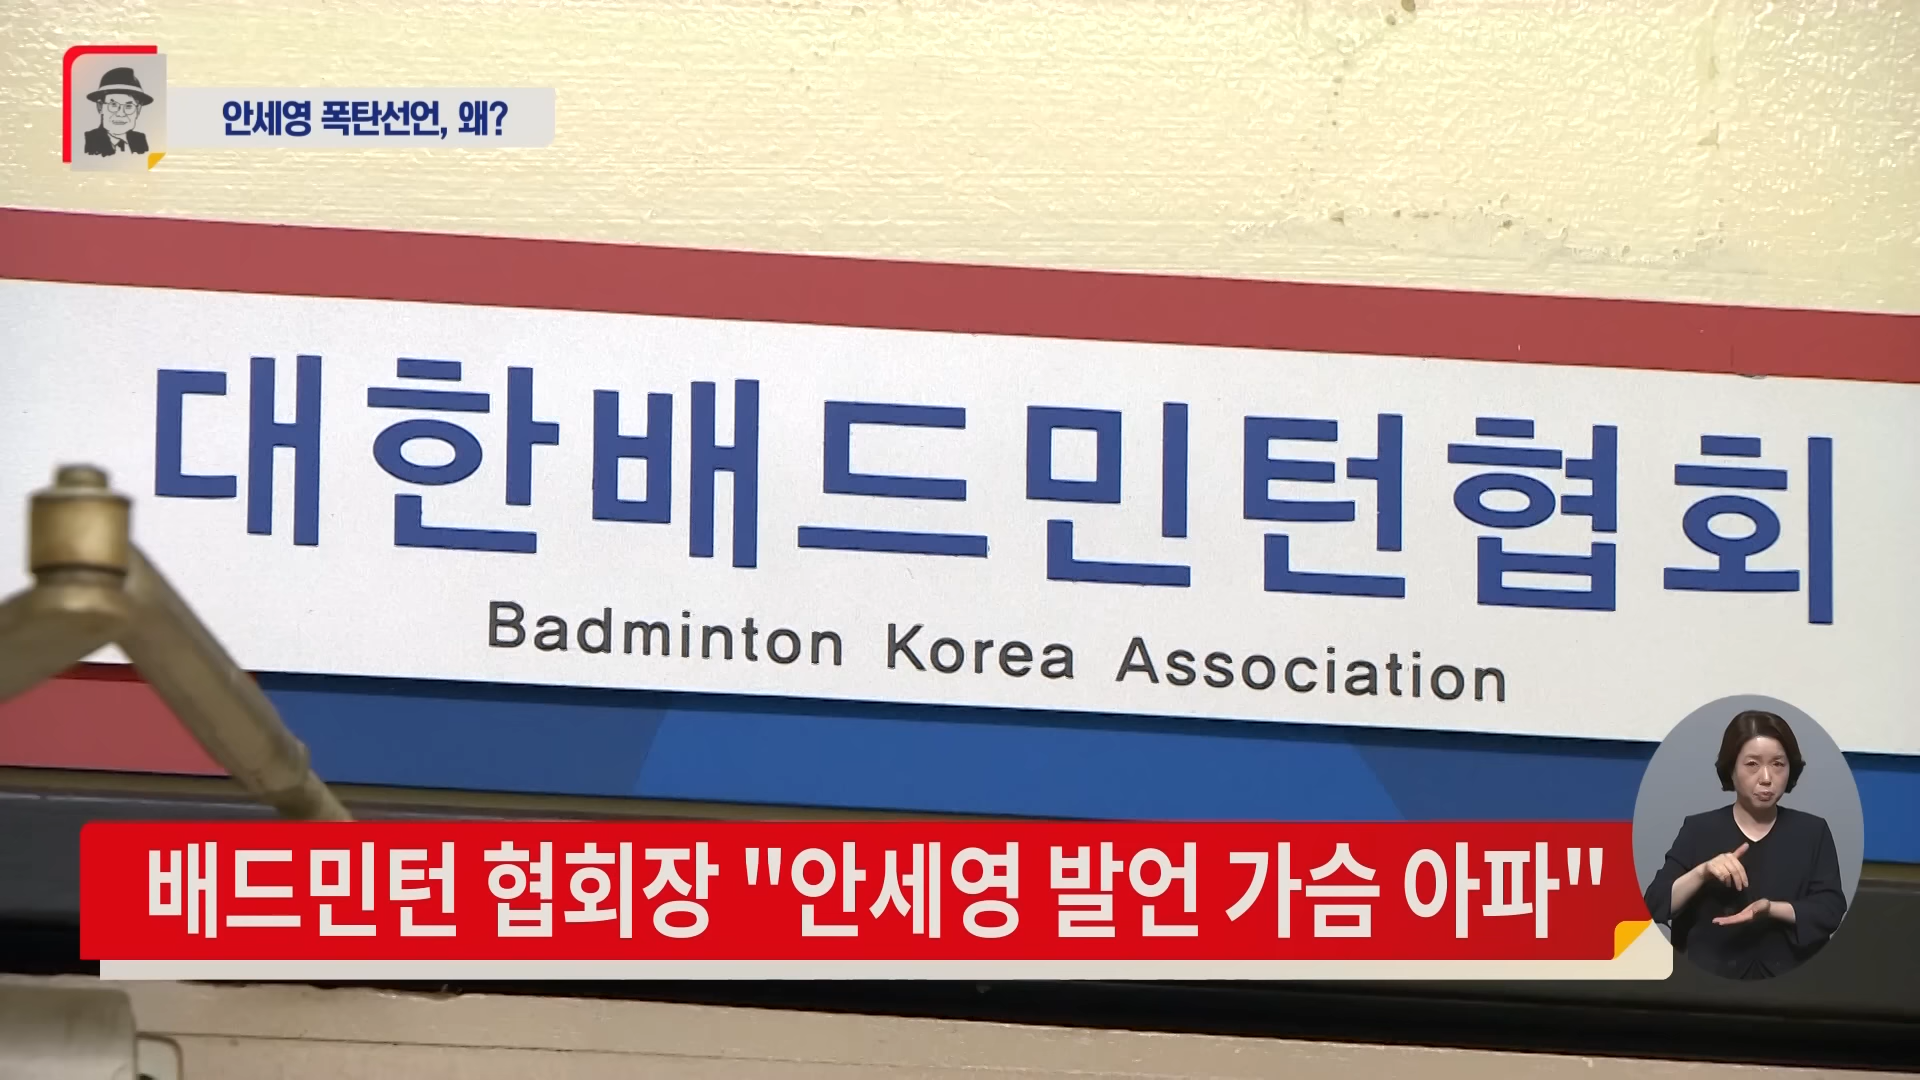 안세영 폭탄선언, 왜?
대한배드민턴협회
Badminton Korea Association
배드민턴 협회장 "안세영 발언 가슴 아파"